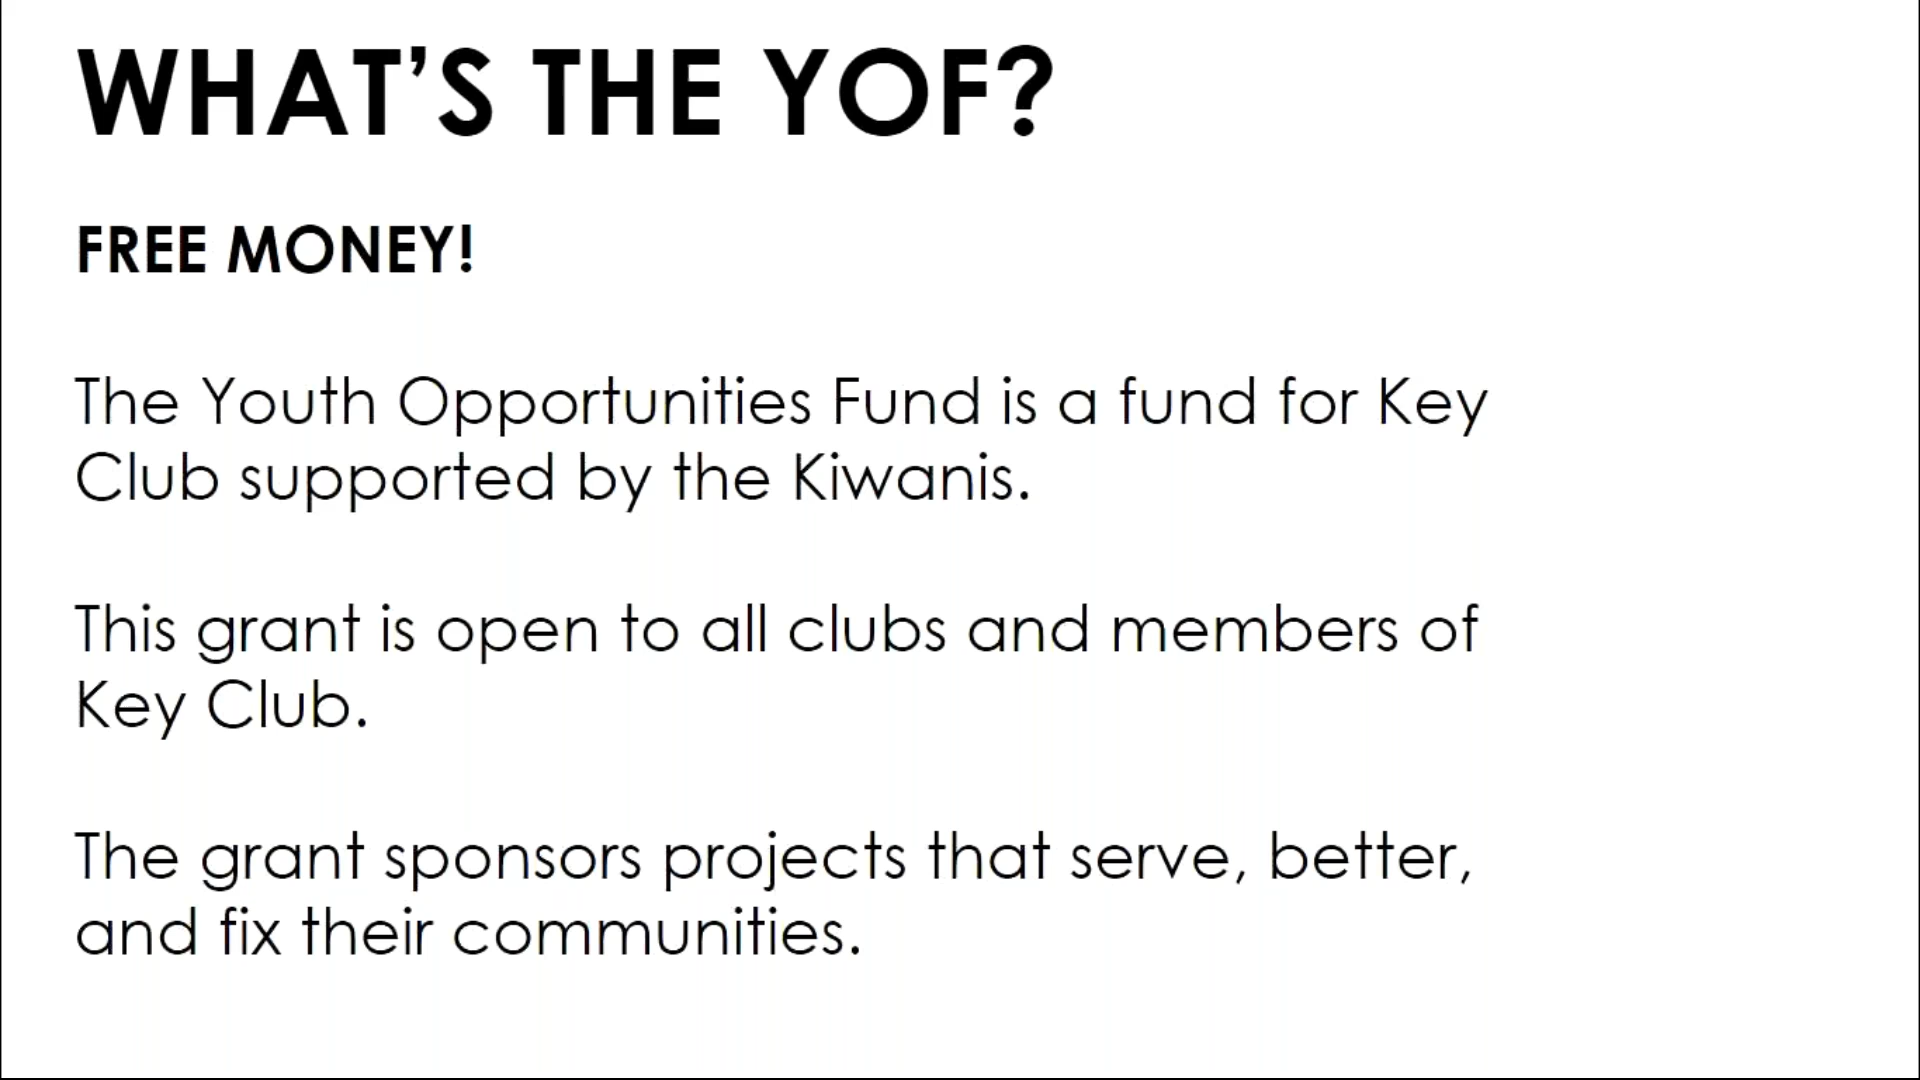 WHAT’S THE YOF?
FREE MONEY!
The Youth Opportunities Fund is a fund for Key
Club supported by the Kiwanis.
This grant is open to all clubs and members of
Key Club.
The grant sponsors projects that serve, better,
and fix their communities.